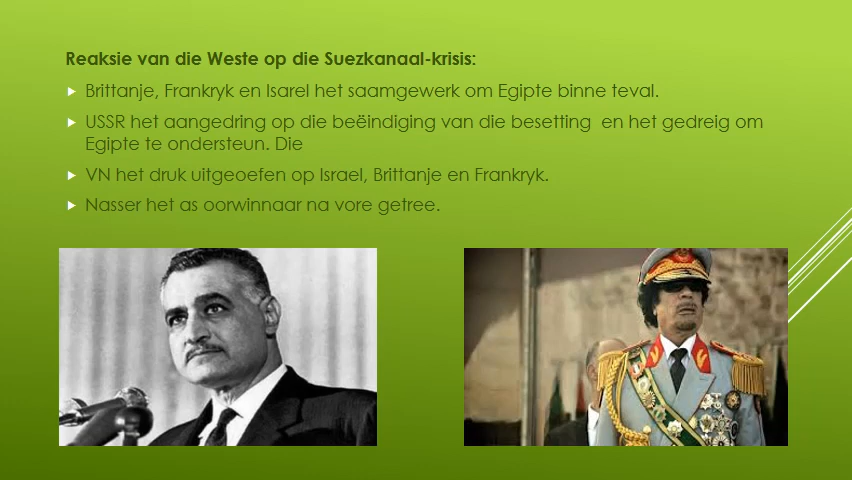 Reaksie van die Weste op die Suezkanaal-krisis:
Brittanje, Frankryk en Isarel het saamgewerk om Egipte binne teval.
USSR het aangedring op die beëindiging van die besetting  en het gedreig om
Egipte te ondersteun. Die
VN het druk uitgeoefen op Israel, Brittanje en Frankryk.
Nasser het as oorwinnaar na vore getree.